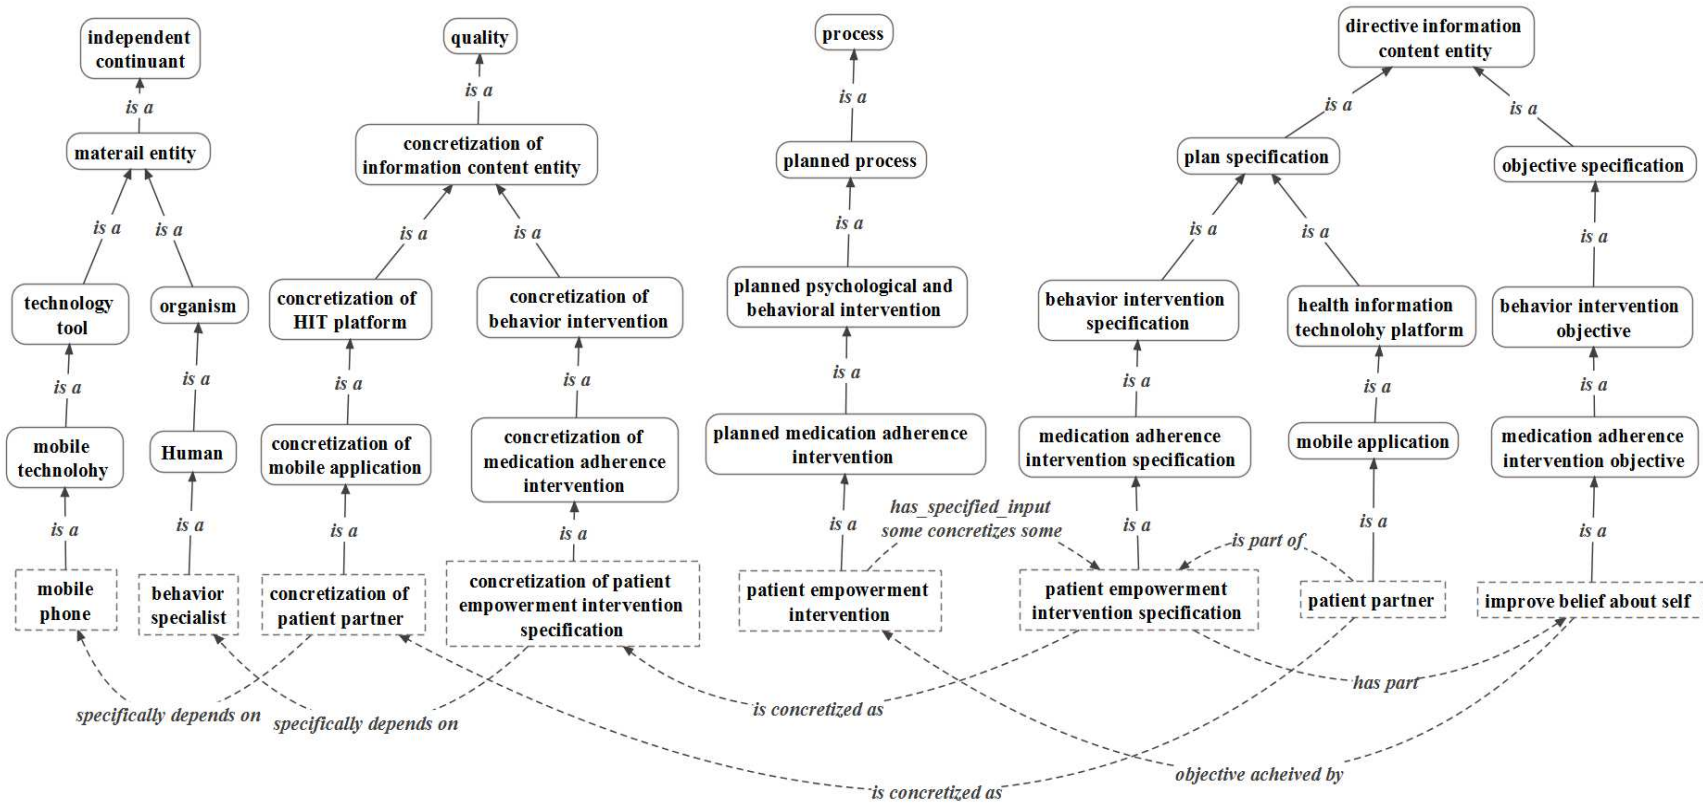 independent
continuant
quality
process
directive information
content entity
is a
is a
is a
is a
is a
materail entity
concretization of
information content entity
planned process
plan specification
objective specification
is a
is a
is a
is a
is a
is a
is a
is a
technology
tool
organism
concretization of
HIT platform
concretization of
behavior intervention
planned psychological and
behavioral intervention
behavior intervention
specification
health information
technolohy platform
behavior intervention
objective
is a
is a
is a
is a
is a
is a
is a
is a
mobile
technolohy
Human
concretization of
mobile application
concretization of
medication adherence
intervention
planned medication adherence
intervention
medication adherence
intervention specification
mobile application
medication adherence
intervention objective
is a
is a
is a
is a
is a
has_specified_input
some concretizes some
is a
is part of
is a
is a
mobile
phone
behavior
specialist
concretization of
patient partner
concretization of patient
empowerment intervention
specification
patient empowerment
intervention
patient empowerment
intervention specification
patient partner
improve belief about self
specifically depends on
specifically depends on
is concretized as
has part
objective acheived by
is concretized as